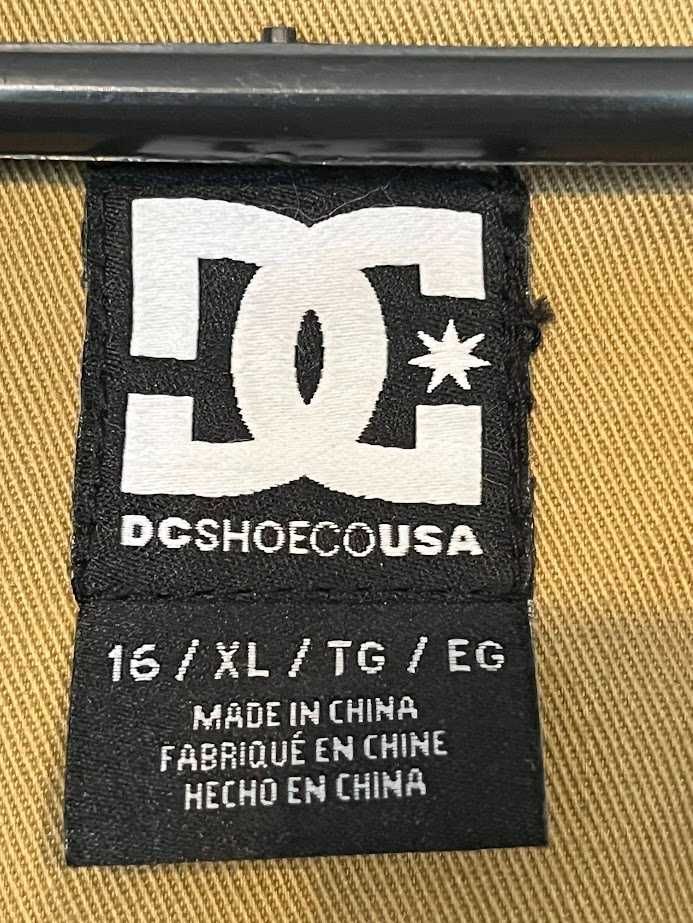 DC
DCSHOECOUSA
16 / XL / TG / EG
MADE IN CHINA
FABRIQUÉ EN CHINE
HECHO EN CHINA